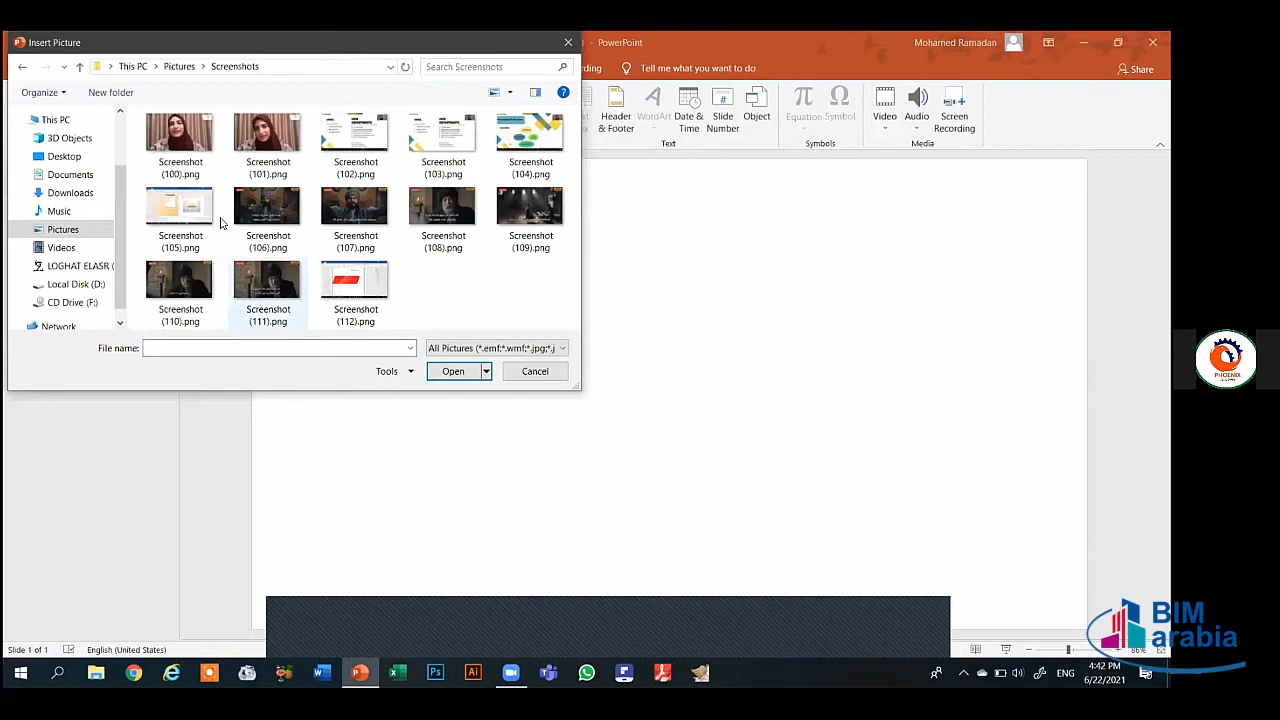 Insert Picture
- PowerPoint
Mohamed Ramadan
This PC
Pictures
Screenshots
Search Screenshots
Tell me what you want to do
Share
Organize
New folder
This PC
3D Objects
Desktop
Documents
Downloads
Music
Pictures
Videos
LOGHAT ELASR (
Local Disk (D:)
CD Drive (F:)
Network
Screenshot (100).png
Screenshot (101).png
Screenshot (102).png
Screenshot (103).png
Screenshot (104).png
Screenshot (105).png
Screenshot (106).png
Screenshot (107).png
Screenshot (108).png
Screenshot (109).png
Screenshot (110).png
Screenshot (111).png
Screenshot (112).png
File name:
All Pictures (*.emf;*.wmf;*.jpg;*.j
Tools
Open
Cancel
Header & Footer
WordArt
Date & Time
Slide Number
Object
Equation
Symbol
Video
Audio
Screen Recording
Text
Symbols
Media
PHOENIX
BIM
arabia
Slide 1 of 1
English (United States)
86%
ENG
4:42 PM
6/22/2021